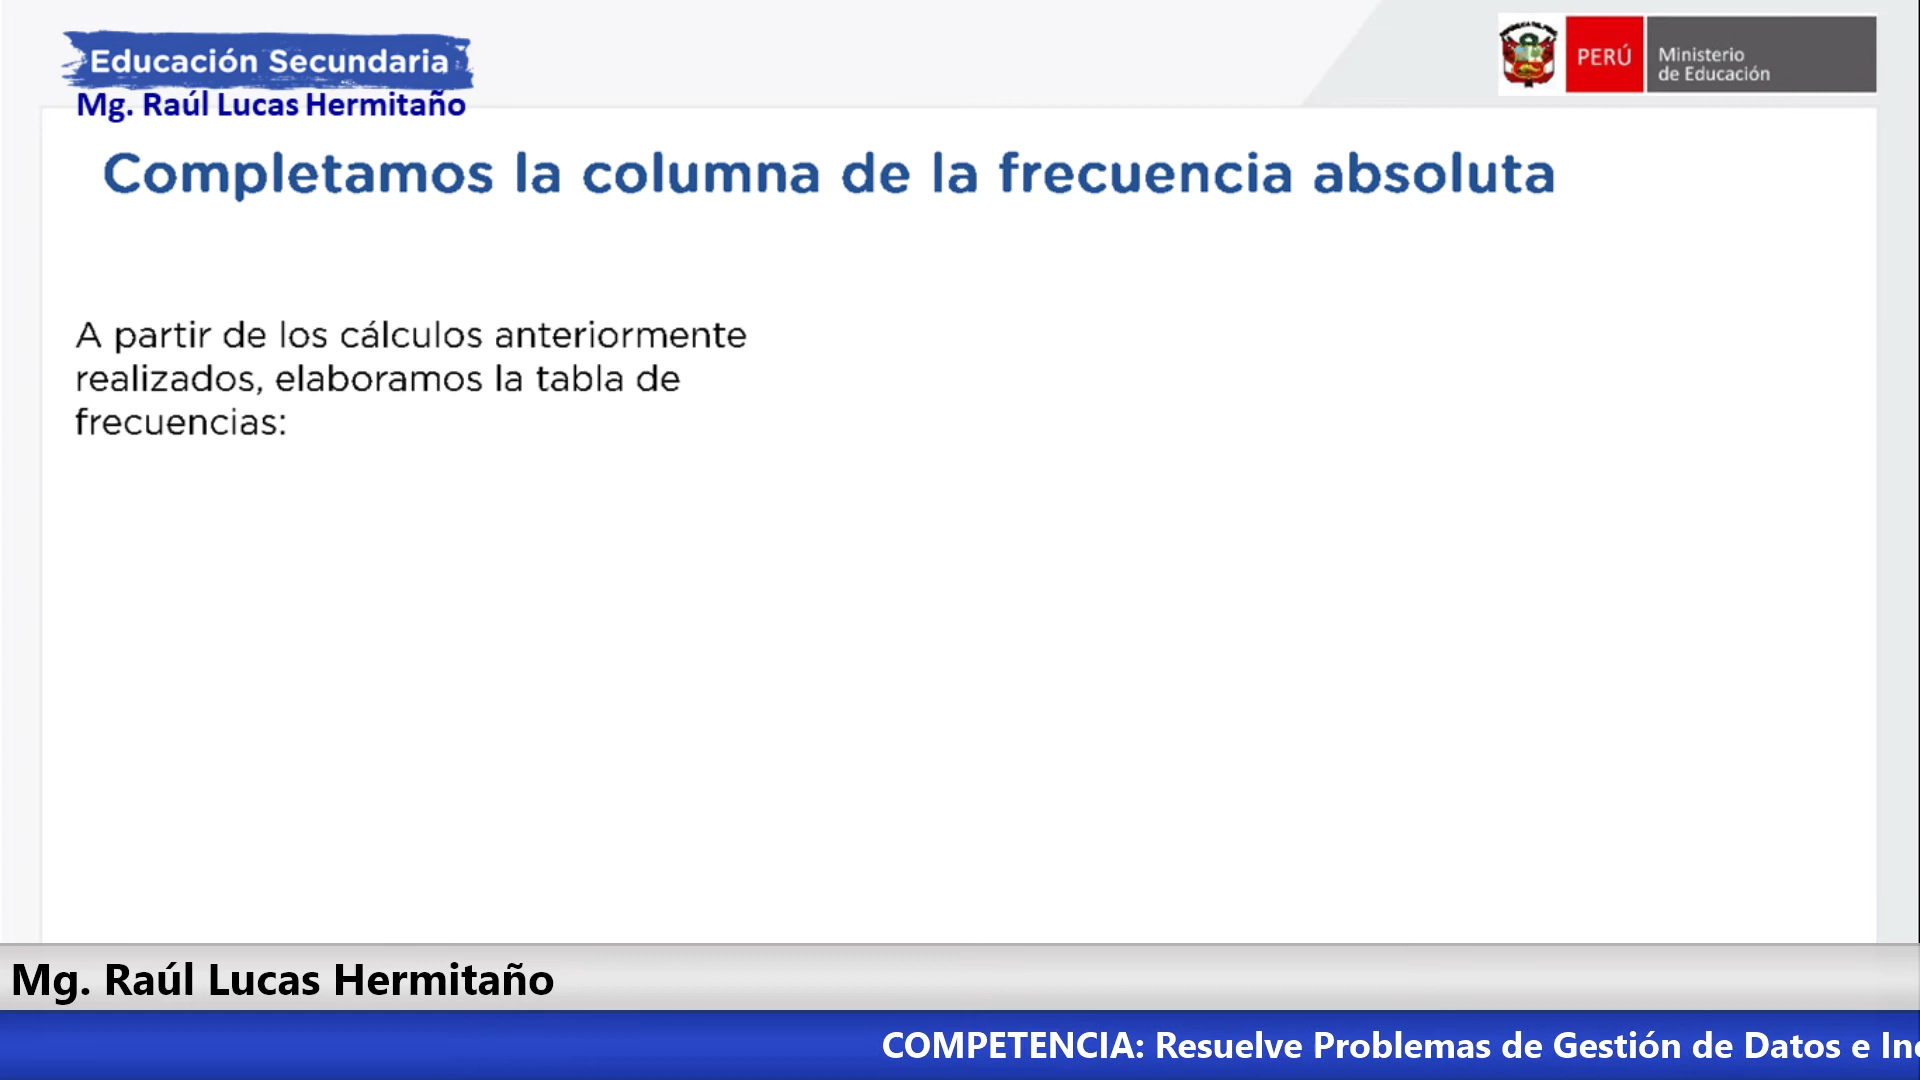 Educación Secundaria
Mg. Raúl Lucas Hermitaño
PERÚ
Ministerio
de Educación
Completamos la columna de la frecuencia absoluta
A partir de los cálculos anteriormente
realizados, elaboramos la tabla de
frecuencias:
Mg. Raúl Lucas Hermitaño
COMPETENCIA: Resuelve Problemas de Gestión de Datos e